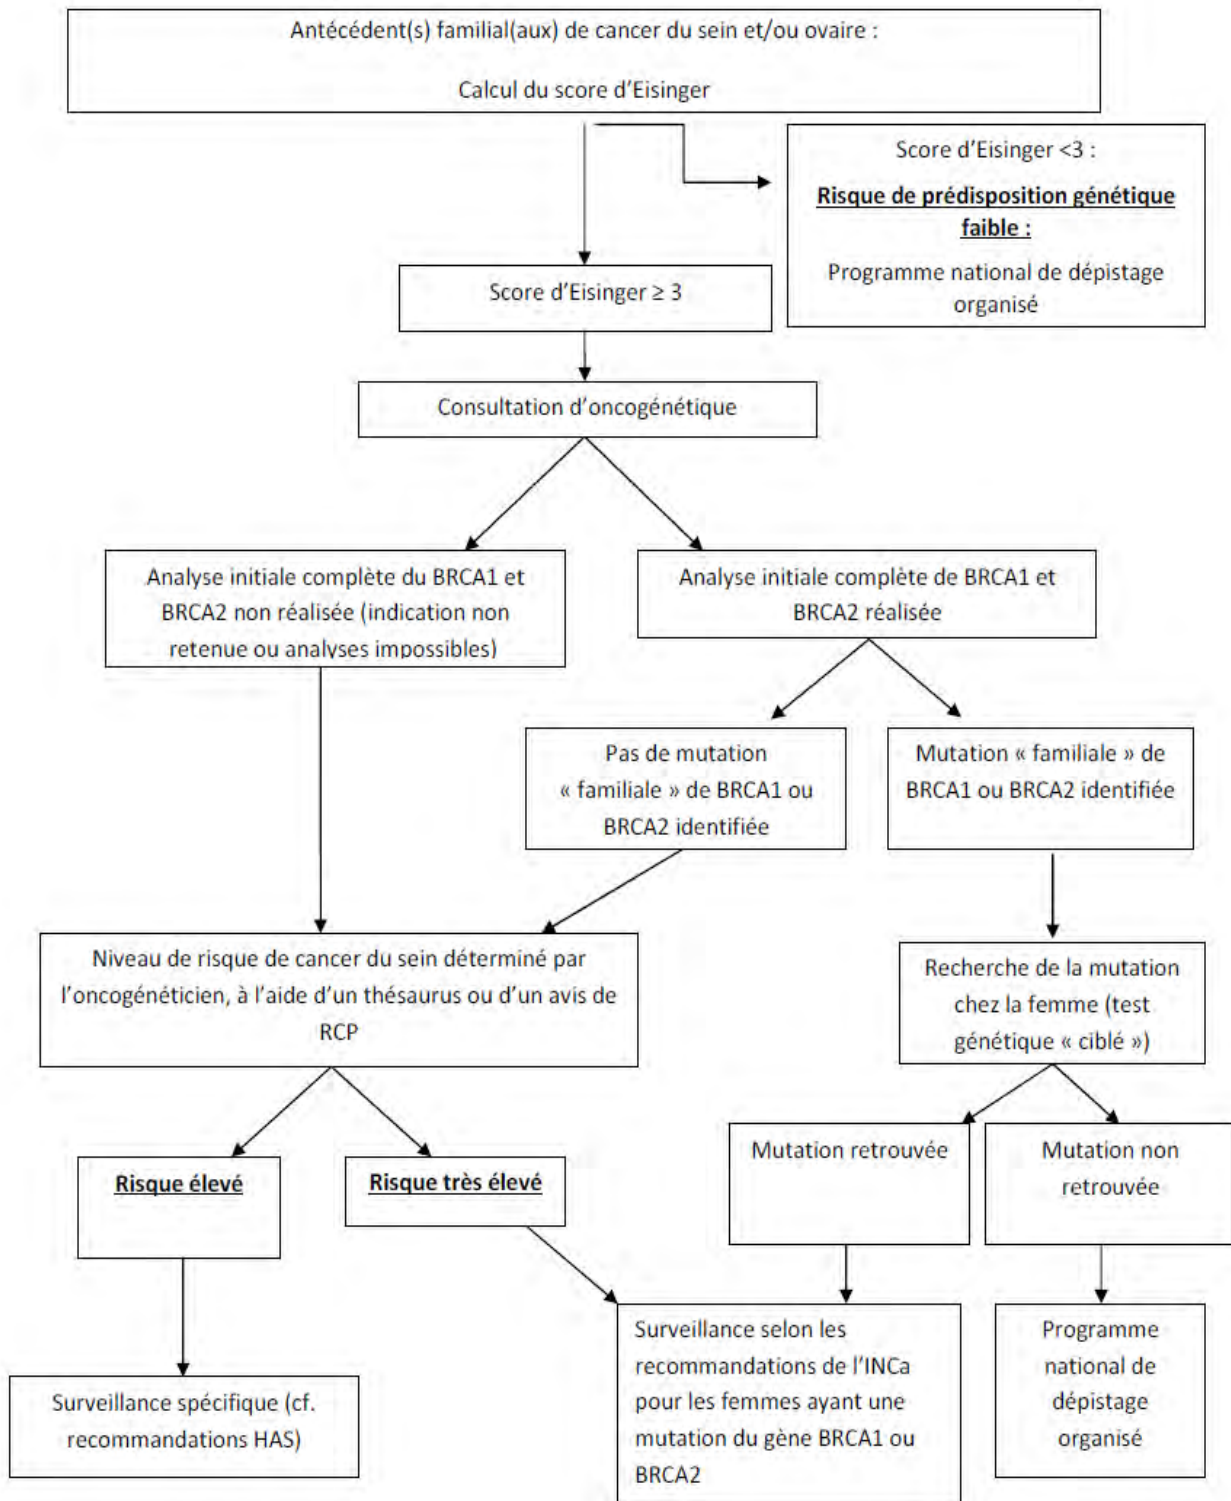 Antécédent(s) familial(aux) de cancer du sein et/ou ovaire :
Calcul du score d'Eisinger
Score d'Eisinger <3 :
Risque de prédisposition génétique
faible :
Programme national de dépistage
organisé
Score d'Eisinger ≥ 3
Consultation d'oncogénétique
Analyse initiale complète du BRCA1 et
BRCA2 non réalisée (indication non
retenue ou analyses impossibles)
Analyse initiale complète de BRCA1 et
BRCA2 réalisée
Pas de mutation
« familiale » de BRCA1 ou
BRCA2 identifiée
Mutation « familiale » de
BRCA1 ou BRCA2 identifiée
Niveau de risque de cancer du sein déterminé par
l'oncogénéticien, à l'aide d'un thésaurus ou d'un avis de
RCP
Recherche de la mutation
chez la femme (test
génétique « ciblé »)
Risque élevé
Risque très élevé
Mutation retrouvée
Mutation non
retrouvée
Surveillance spécifique (cf.
recommandations HAS)
Surveillance selon les
recommandations de l'INCa
pour les femmes ayant une
mutation du gène BRCA1 ou
BRCA2
Programme
national de
dépistage
organisé